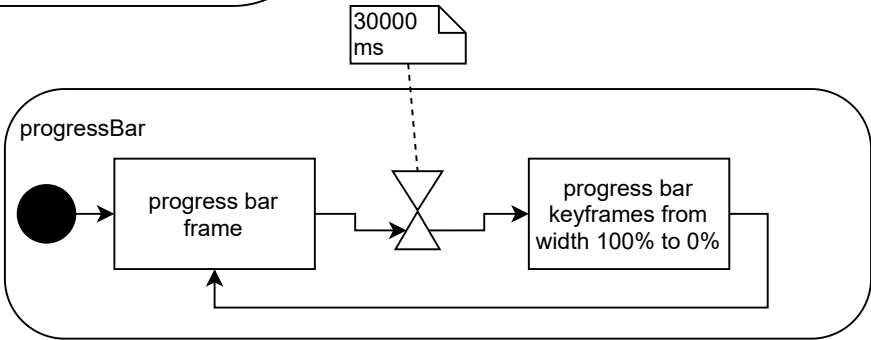 30000
ms
progressBar
progress bar
frame
progress bar
keyframes from
width 100% to 0%